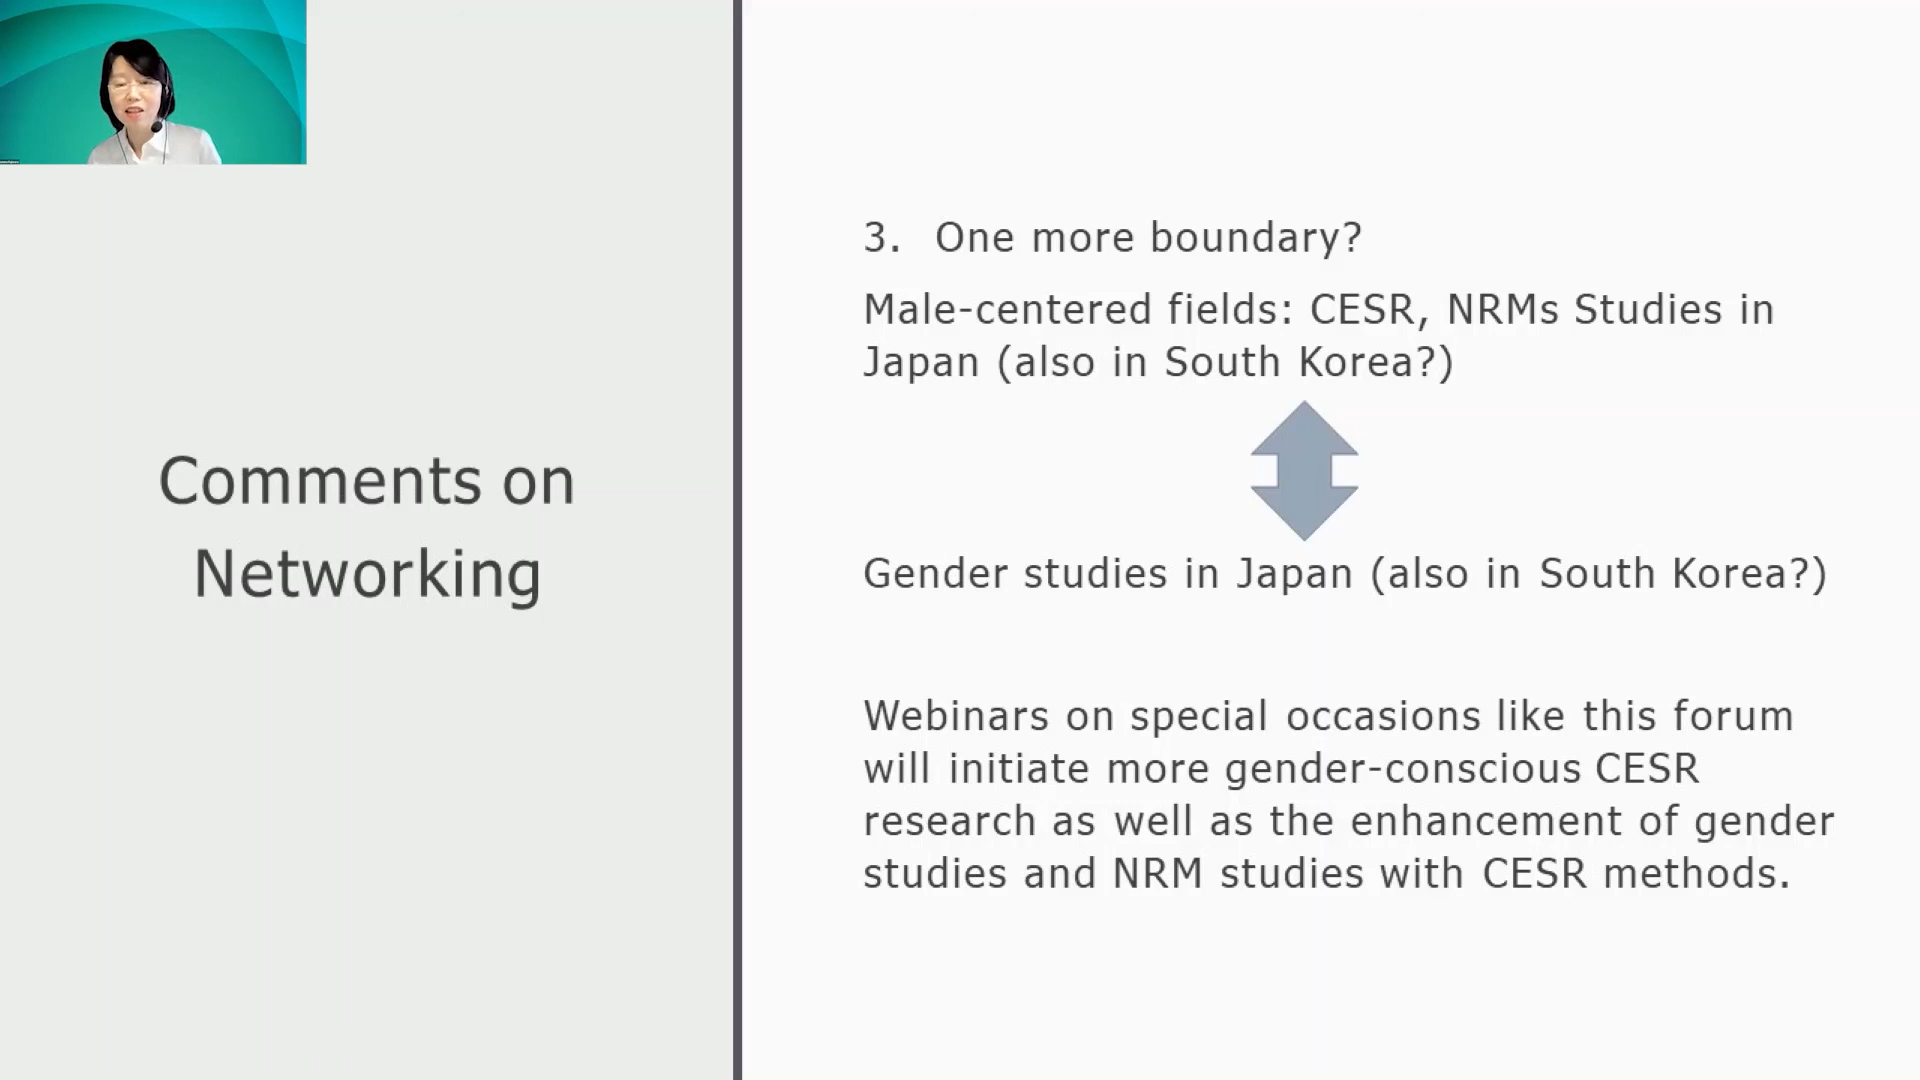 Comments on
Networking
3. One more boundary?
Male-centered fields: CESR, NRMs Studies in
Japan (also in South Korea?)
Gender studies in Japan (also in South Korea?)
Webinars on special occasions like this forum
will initiate more gender-conscious CESR
research as well as the enhancement of gender
studies and NRM studies with CESR methods.